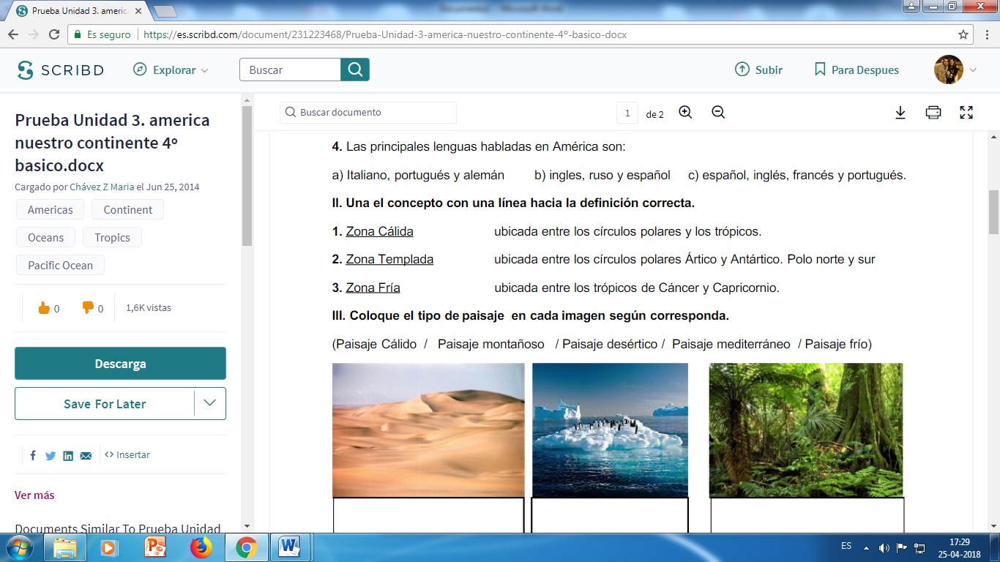 Prueba Unidad 3. americ
Es seguro
https://es.scribd.com/document/231223468/Prueba-Unidad-3-america-nuestro-continente-4º-basico-docx
SCRIBD
Explorar
Buscar
Subir
Para Despues
Prueba Unidad 3. america
nuestro continente 4º
basico.docx
Cargado por Chávez Z Maria el Jun 25, 2014
Americas
Continent
Oceans
Tropics
Pacific Ocean
0
0
1,6K vistas
Descarga
Save For Later
Insertar
Ver más
Documents Similar To Prueba Unidad
Buscar documento
1
de 2
4. Las principales lenguas habladas en América son:
a) Italiano, portugués y alemán b) ingles, ruso y español c) español, inglés, francés y portugués.
II. Una el concepto con una línea hacia la definición correcta.
1. Zona Cálida ubicada entre los círculos polares y los trópicos.
2. Zona Templada ubicada entre los círculos polares Ártico y Antártico. Polo norte y sur
3. Zona Fría ubicada entre los trópicos de Cáncer y Capricornio.
III. Coloque el tipo de paisaje en cada imagen según corresponda.
(Paisaje Cálido / Paisaje montañoso / Paisaje desértico / Paisaje mediterráneo / Paisaje frío)
ES
17:29
25-04-2018